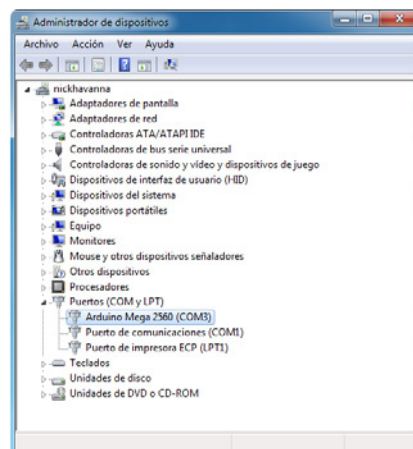 Administrador de dispositivos
Archivo Acción Ver Ayuda
nickhavanna
Adaptadores de pantalla
Adaptadores de red
Controladoras ATA/ATAPI IDE
Controladoras de bus serie universal
Controladoras de sonido y vídeo y dispositivos de juego
Dispositivos de interfaz de usuario (HID)
Dispositivos del sistema
Dispositivos portátiles
Equipo
Monitores
Mouse y otros dispositivos señaladores
Otros dispositivos
Procesadores
Puertos (COM y LPT)
Arduino Mega 2560 (COM3)
Puerto de comunicaciones (COM1)
Puerto de impresora ECP (LPT1)
Teclados
Unidades de disco
Unidades de DVD o CD-ROM